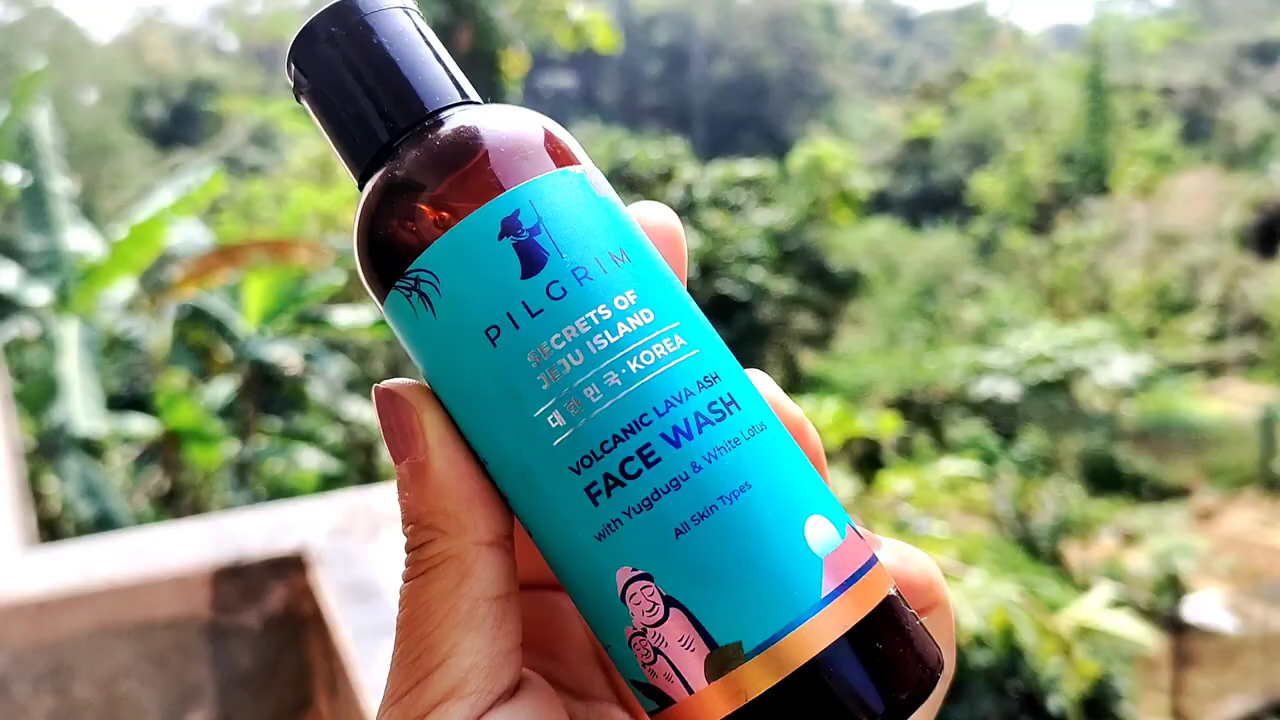 PILGRIM
SECRETS OF
JEJU ISLAND
대한민국·KOREA
VOLCANIC LAVA ASH
FACE WASH
with Yugdugu & White Lotus
All Skin Types